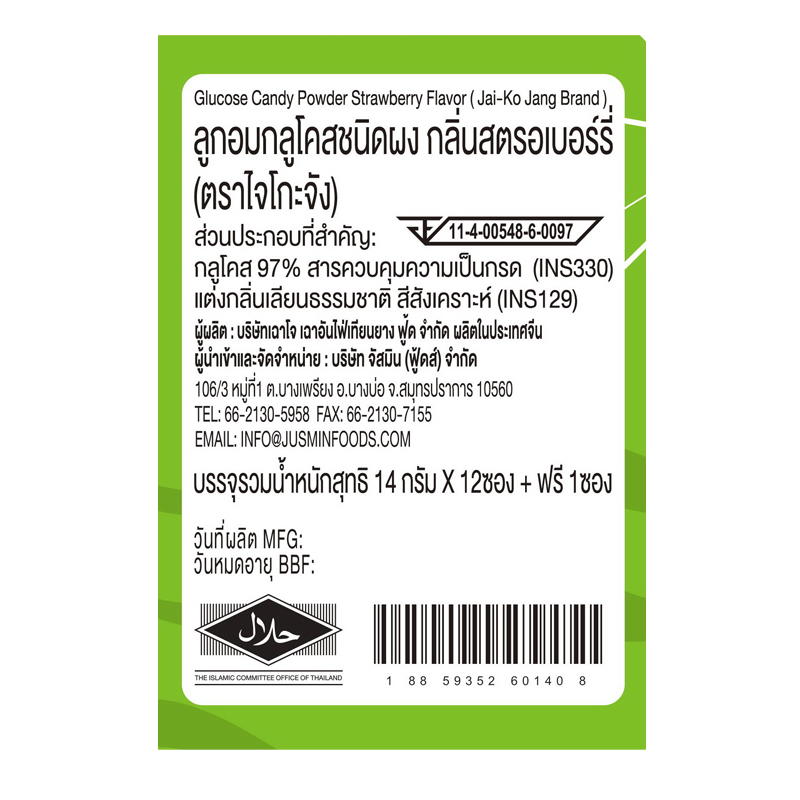 Glucose Candy Powder Strawberry Flavor ( Jai-Ko Jang Brand )
ลูกอมกลูโคสชนิดผง กลิ่นสตรอเบอร์รี่
(ตราไจโกะจัง)
ส่วนประกอบที่สำคัญ:
11-4-00548-6-0097
กลูโคส 97% สารควบคุมความเป็นกรด (INS330)
แต่งกลิ่นเลียนธรรมชาติ สีสังเคราะห์ (INS129)
ผู้ผลิต : บริษัทเฉาโจ เฉาอันไฟ่เทียนยาง ฟู้ด จำกัด ผลิตในประเทศจีน
ผู้นำเข้าและจัดจำหน่าย : บริษัท จัสมิน (ฟู้ดส์) จำกัด
106/3 หมู่ที่1 ต.บางเพรียง อ.บางบ่อ จ.สมุทรปราการ 10560
TEL: 66-2130-5958 FAX: 66-2130-7155
EMAIL: INFO@JUSMINFOODS.COM
บรรจุรวมน้ำหนักสุทธิ 14 กรัม X 12ซอง + ฟรี 1ซอง
วันที่ผลิต MFG:
วันหมดอายุ BBF:
حلال
THE ISLAMIC COMMITTEE OFFICE OF THAILAND
1 88 59352 60140 8